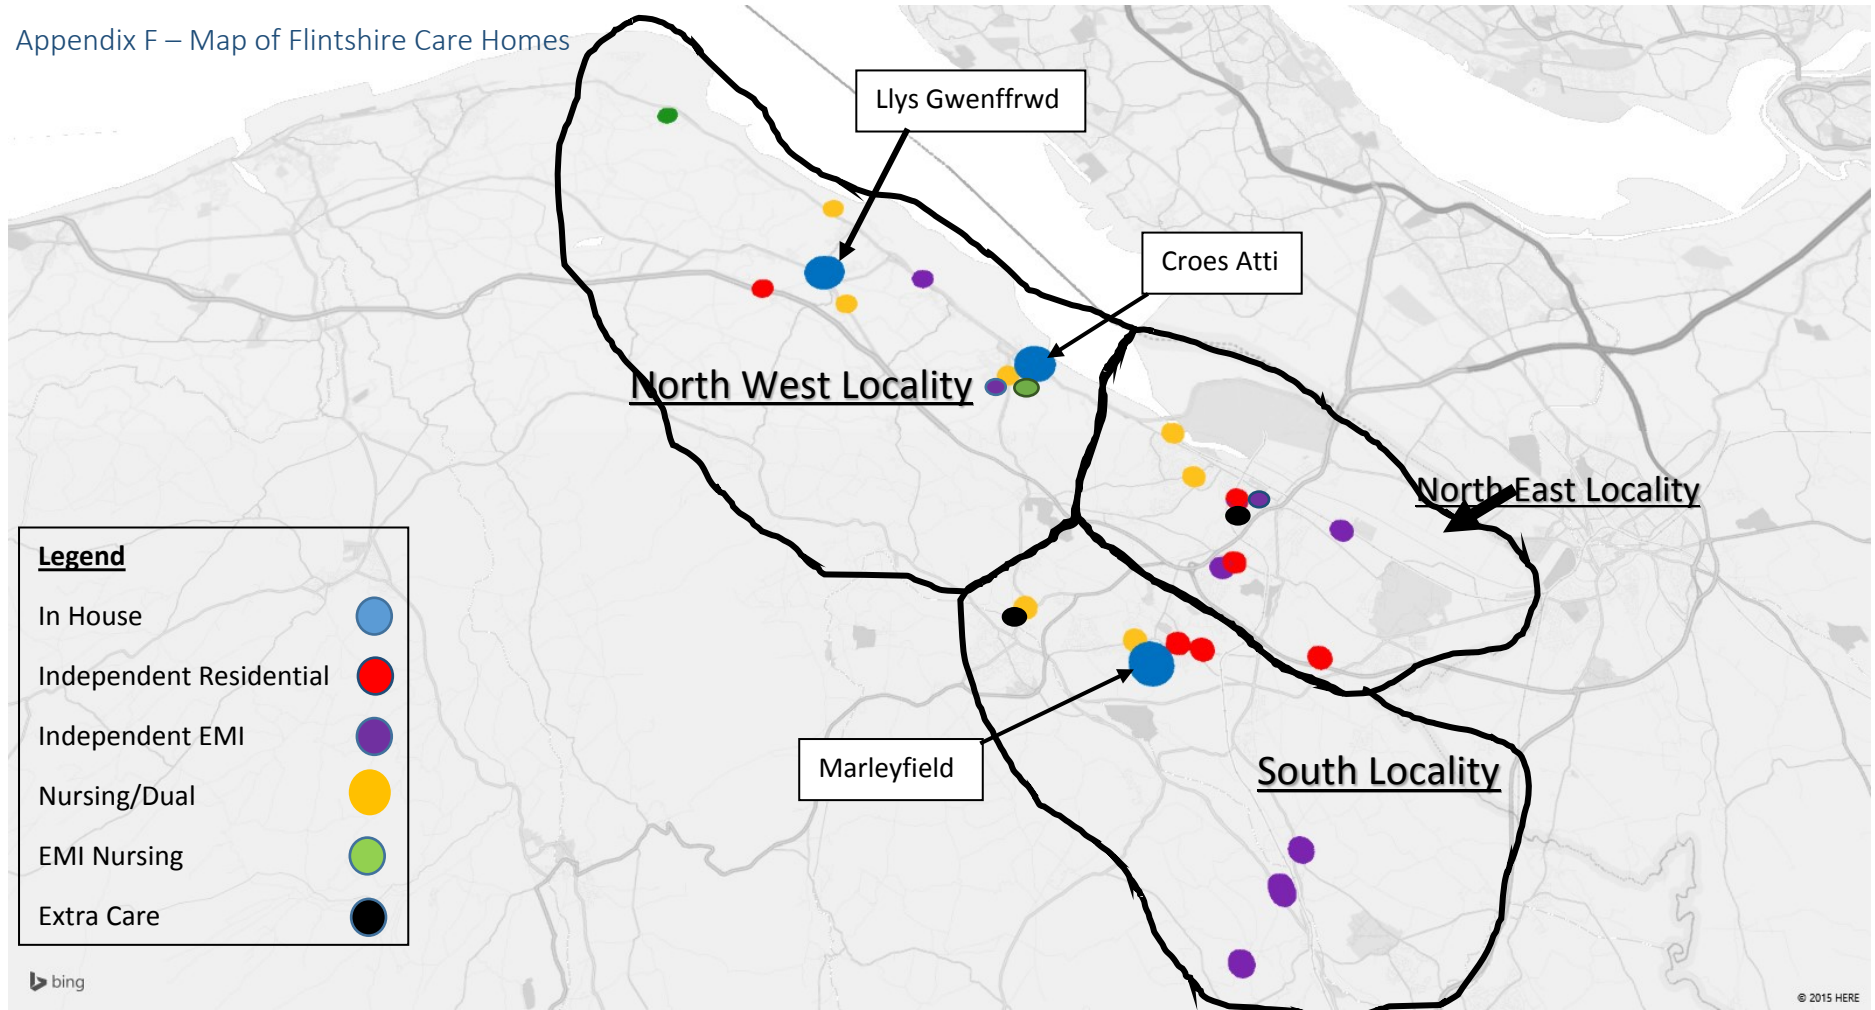 Appendix F – Map of Flintshire Care Homes
Llys Gwenffrwd
Croes Atti
North West Locality
North East Locality
Marleyfield
South Locality
Legend
In House
Independent Residential
Independent EMI
Nursing/Dual
EMI Nursing
Extra Care
bing
© 2015 HERE